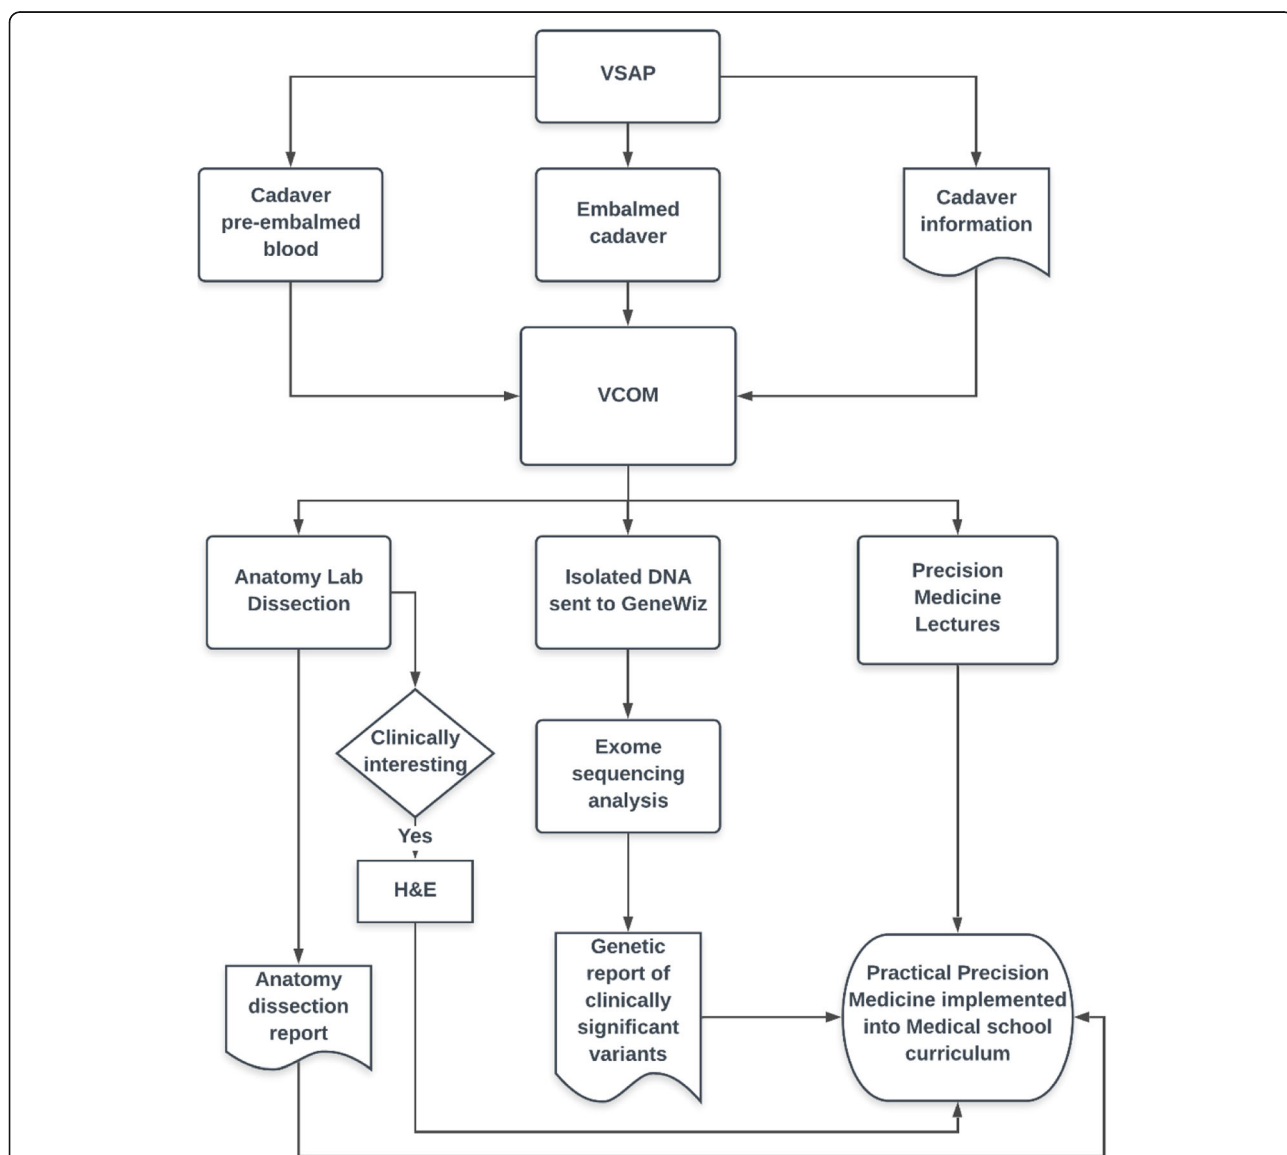 VSAP
Cadaver
pre-embalmed
blood
Embalmed
cadaver
Cadaver
information
VCOM
Anatomy Lab
Dissection
Isolated DNA
sent to GeneWiz
Precision
Medicine
Lectures
Clinically
interesting
Exome
sequencing
analysis
Yes
H&E
Anatomy
dissection
report
Genetic
report of
clinically
significant
variants
Practical Precision
Medicine implemented
into Medical school
curriculum